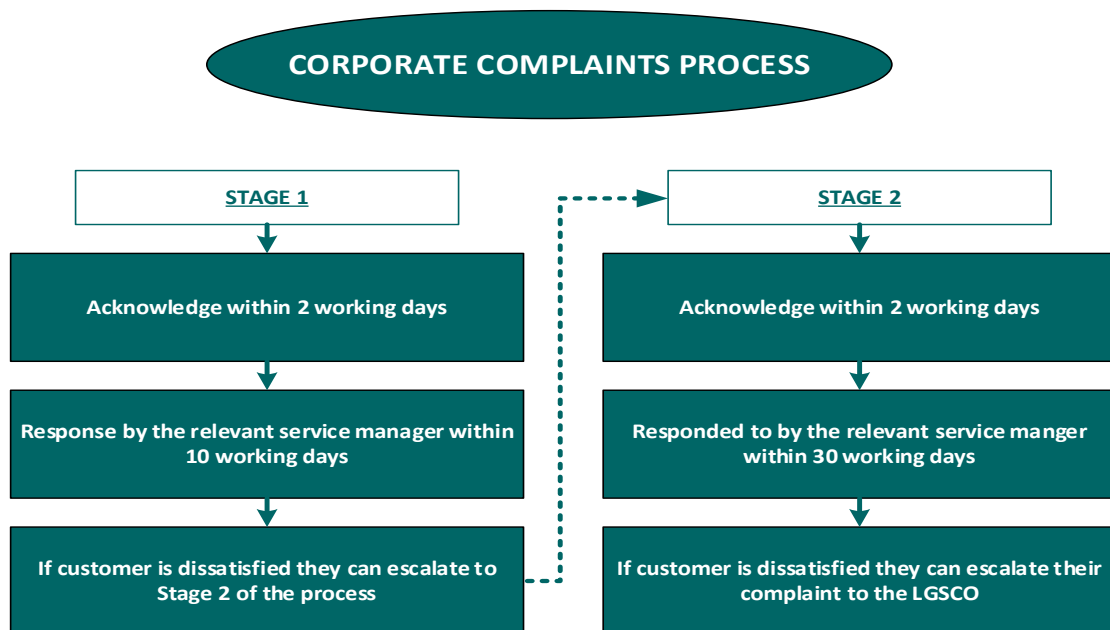 CORPORATE COMPLAINTS PROCESS
STAGE 1
Acknowledge within 2 working days
Response by the relevant service manager within
10 working days
If customer is dissatisfied they can escalate to
Stage 2 of the process
STAGE 2
Acknowledge within 2 working days
Responded to by the relevant service manger
within 30 working days
If customer is dissatisfied they can escalate their
complaint to the LGSCO